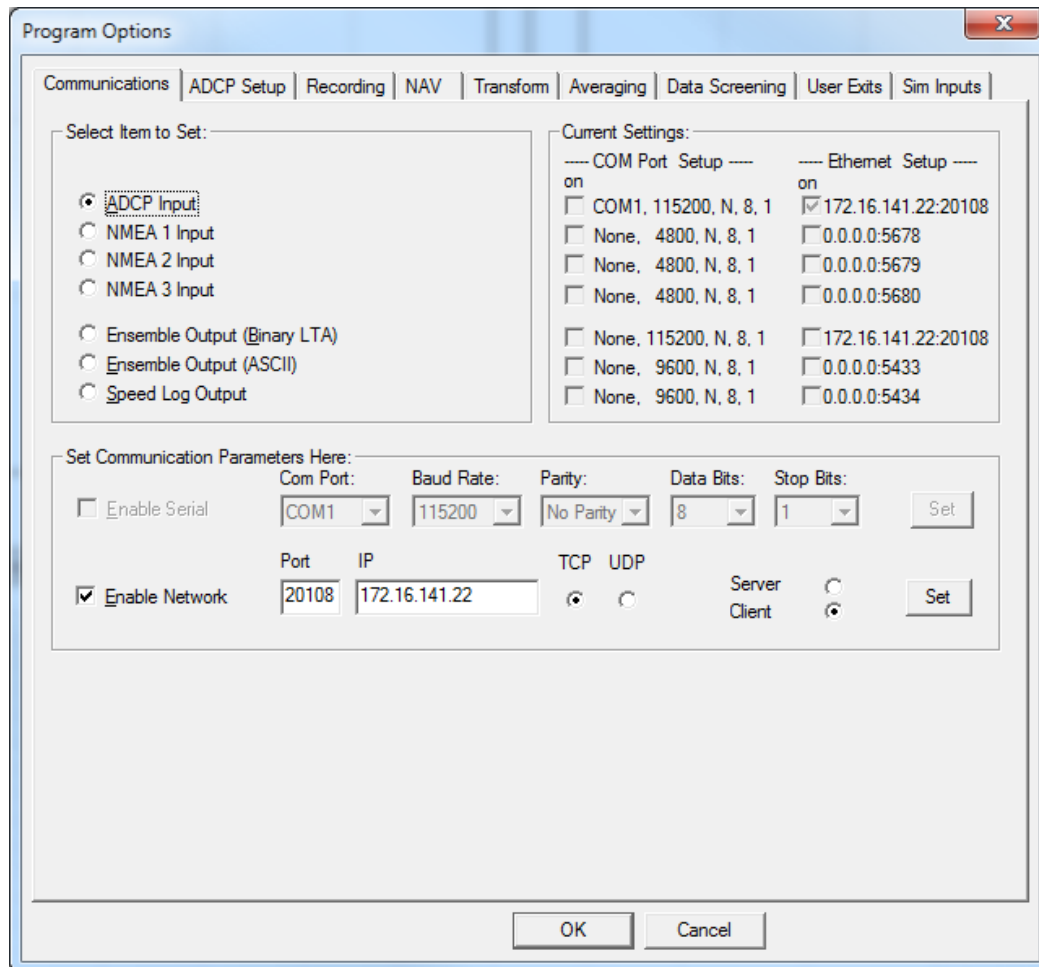 Program Options
Communications ADCP Setup Recording NAV Transform Averaging Data Screening User Exits Sim Inputs
Select Item to Set:
ADCP Input
NMEA 1 Input
NMEA 2 Input
NMEA 3 Input
Ensemble Output (Binary LTA)
Ensemble Output (ASCII)
Speed Log Output
Current Settings:
----- COM Port Setup ----- ----- Ethernet Setup -----
on on
COM1, 115200, N, 8, 1 172.16.141.22:20108
None, 4800, N, 8, 1 0.0.0.0:5678
None, 4800, N, 8, 1 0.0.0.0:5679
None, 4800, N, 8, 1 0.0.0.0:5680
None, 115200, N, 8, 1 172.16.141.22:20108
None, 9600, N, 8, 1 0.0.0.0:5433
None, 9600, N, 8, 1 0.0.0.0:5434
Set Communication Parameters Here:
Com Port: Baud Rate: Parity: Data Bits: Stop Bits:
Enable Serial COM1 115200 No Parity 8 1 Set
Port IP TCP UDP
Enable Network 20108 172.16.141.22 Server Set
Client
OK Cancel